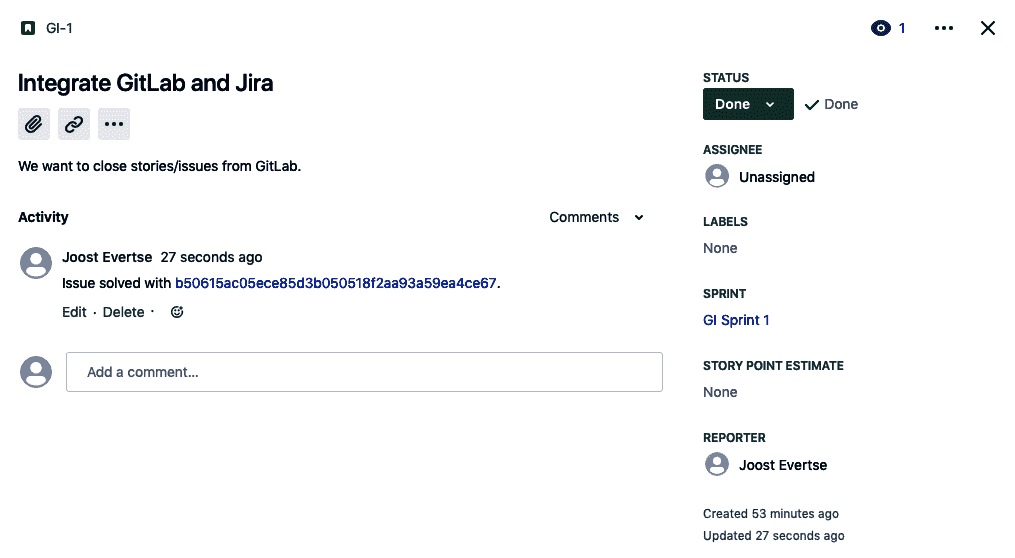 GI-1
1
Integrate GitLab and Jira
We want to close stories/issues from GitLab.
Activity
Comments
Joost Evertse 27 seconds ago
Issue solved with b50615ac05ece85d3b050518f2aa93a59ea4ce67.
Edit · Delete ·
Add a comment...
STATUS
Done
Done
ASSIGNEE
Unassigned
LABELS
None
SPRINT
GI Sprint 1
STORY POINT ESTIMATE
None
REPORTER
Joost Evertse
Created 53 minutes ago
Updated 27 seconds ago